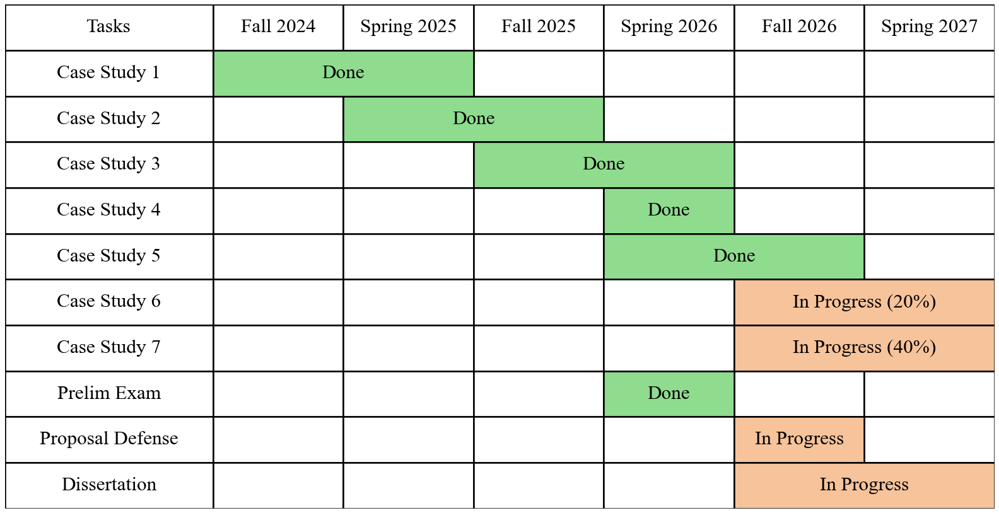 Tasks Fall 2024 Spring 2025 Fall 2025 Spring 2026 Fall 2026 Spring 2027
Case Study 1 Done
Case Study 2 Done
Case Study 3 Done
Case Study 4 Done
Case Study 5 Done
Case Study 6 In Progress (20%)
Case Study 7 In Progress (40%)
Prelim Exam Done
Proposal Defense In Progress
Dissertation In Progress